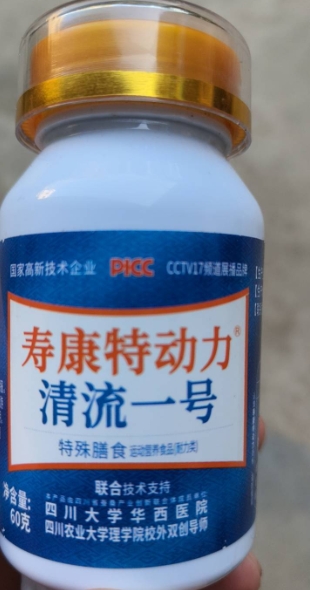 国家高新技术企业 PICC CCTV17频道展播品牌
寿康特动力®
清流一号
特殊膳食 运动营养食品(耐力类)
联合技术支持
四川大学华西医院
四川农业大学理学院校外双创导师
净含量:
60克